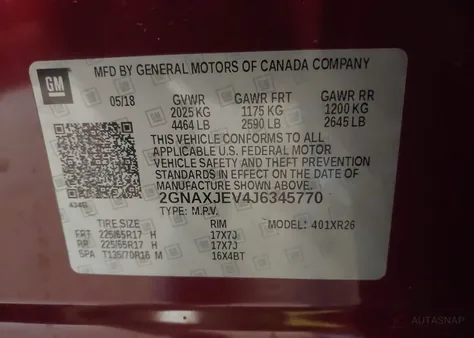 GM
MFD BY GENERAL MOTORS OF CANADA COMPANY
05/18 GVWR GAWR FRT GAWR RR
2025 KG 1175 KG 1200 KG
4464 LB 2590 LB 2645 LB
THIS VEHICLE CONFORMS TO ALL
APPLICABLE U.S. FEDERAL MOTOR
VEHICLE SAFETY AND THEFT PREVENTION
STANDARDS IN EFFECT ON THE DATE OF
MANUFACTURE SHOWN ABOVE.
2GNAXJEV4J6345770
TYPE: M.P.V.
TIRE SIZE RIM MODEL: 401XR26
FRT 225/65R17 H 17X7J
RR 225/65R17 H 17X7J
SPA T135/70R16 M 16X4BT
AUTASNAP